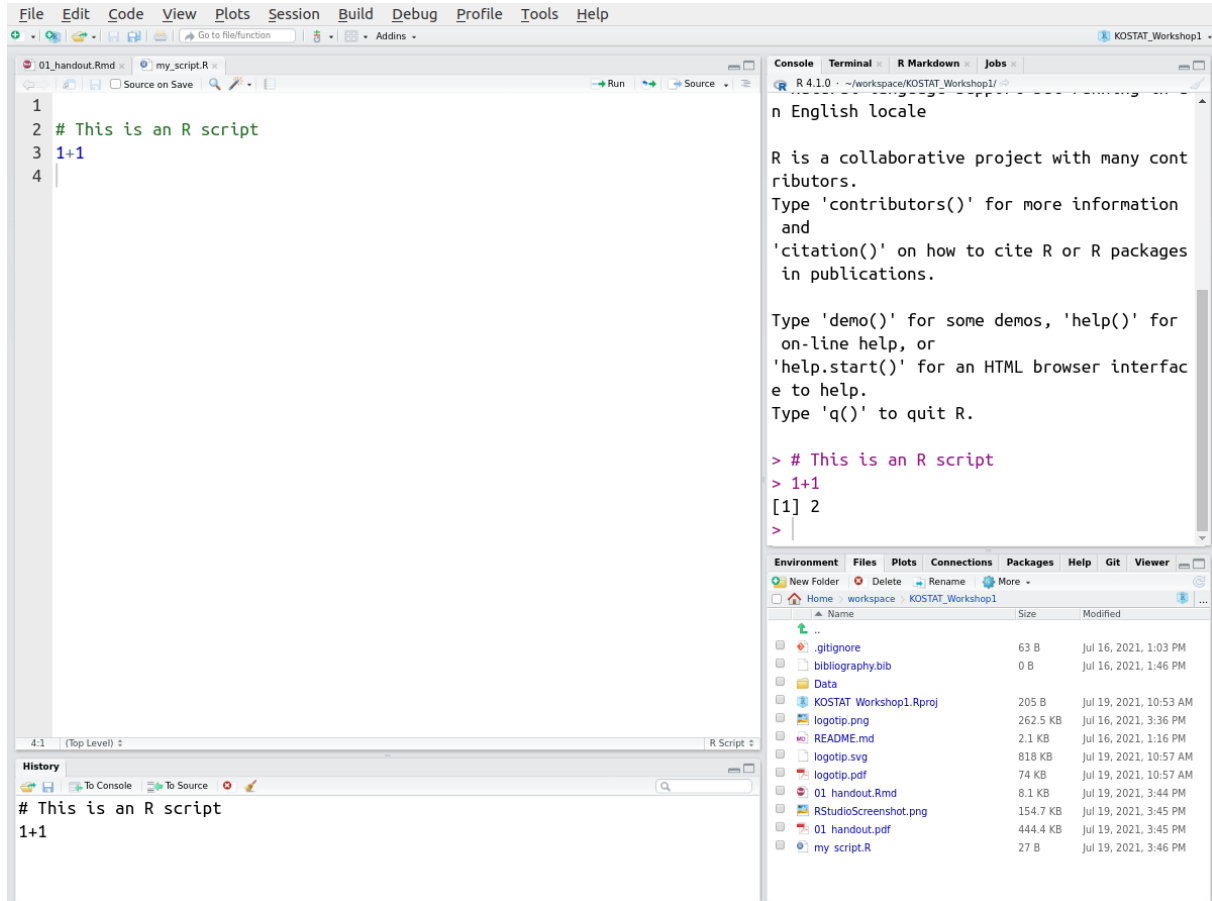 File Edit Code View Plots Session Build Debug Profile Tools Help
Go to file/function Addins KOSTAT_Workshop1
01_handout.Rmd my_script.R
Source on Save Run Source
1
2 # This is an R script
3 1+1
4
4:1 (Top Level) R Script
History
To Console To Source
# This is an R script
1+1
Console Terminal R Markdown Jobs
R 4.1.0 · ~/workspace/KOSTAT_Workshop1/
n English locale
R is a collaborative project with many cont
ributors.
Type 'contributors()' for more information
and
'citation()' on how to cite R or R packages
in publications.
Type 'demo()' for some demos, 'help()' for
on-line help, or
'help.start()' for an HTML browser interfac
e to help.
Type 'q()' to quit R.
> # This is an R script
> 1+1
[1] 2
>
Environment Files Plots Connections Packages Help Git Viewer
New Folder Delete Rename More
Home workspace KOSTAT_Workshop1 ...
Name Size Modified
..
.gitignore 63 B Jul 16, 2021, 1:03 PM
bibliography.bib 0 B Jul 16, 2021, 1:46 PM
Data
KOSTAT_Workshop1.Rproj 205 B Jul 19, 2021, 10:53 AM
logotip.png 262.5 KB Jul 16, 2021, 3:36 PM
README.md 2.1 KB Jul 16, 2021, 1:16 PM
logotip.svg 818 KB Jul 19, 2021, 10:57 AM
logotip.pdf 74 KB Jul 19, 2021, 10:57 AM
01_handout.Rmd 8.1 KB Jul 19, 2021, 3:44 PM
RStudioScreenshot.png 154.7 KB Jul 19, 2021, 3:45 PM
01_handout.pdf 444.4 KB Jul 19, 2021, 3:45 PM
my_script.R 27 B Jul 19, 2021, 3:46 PM